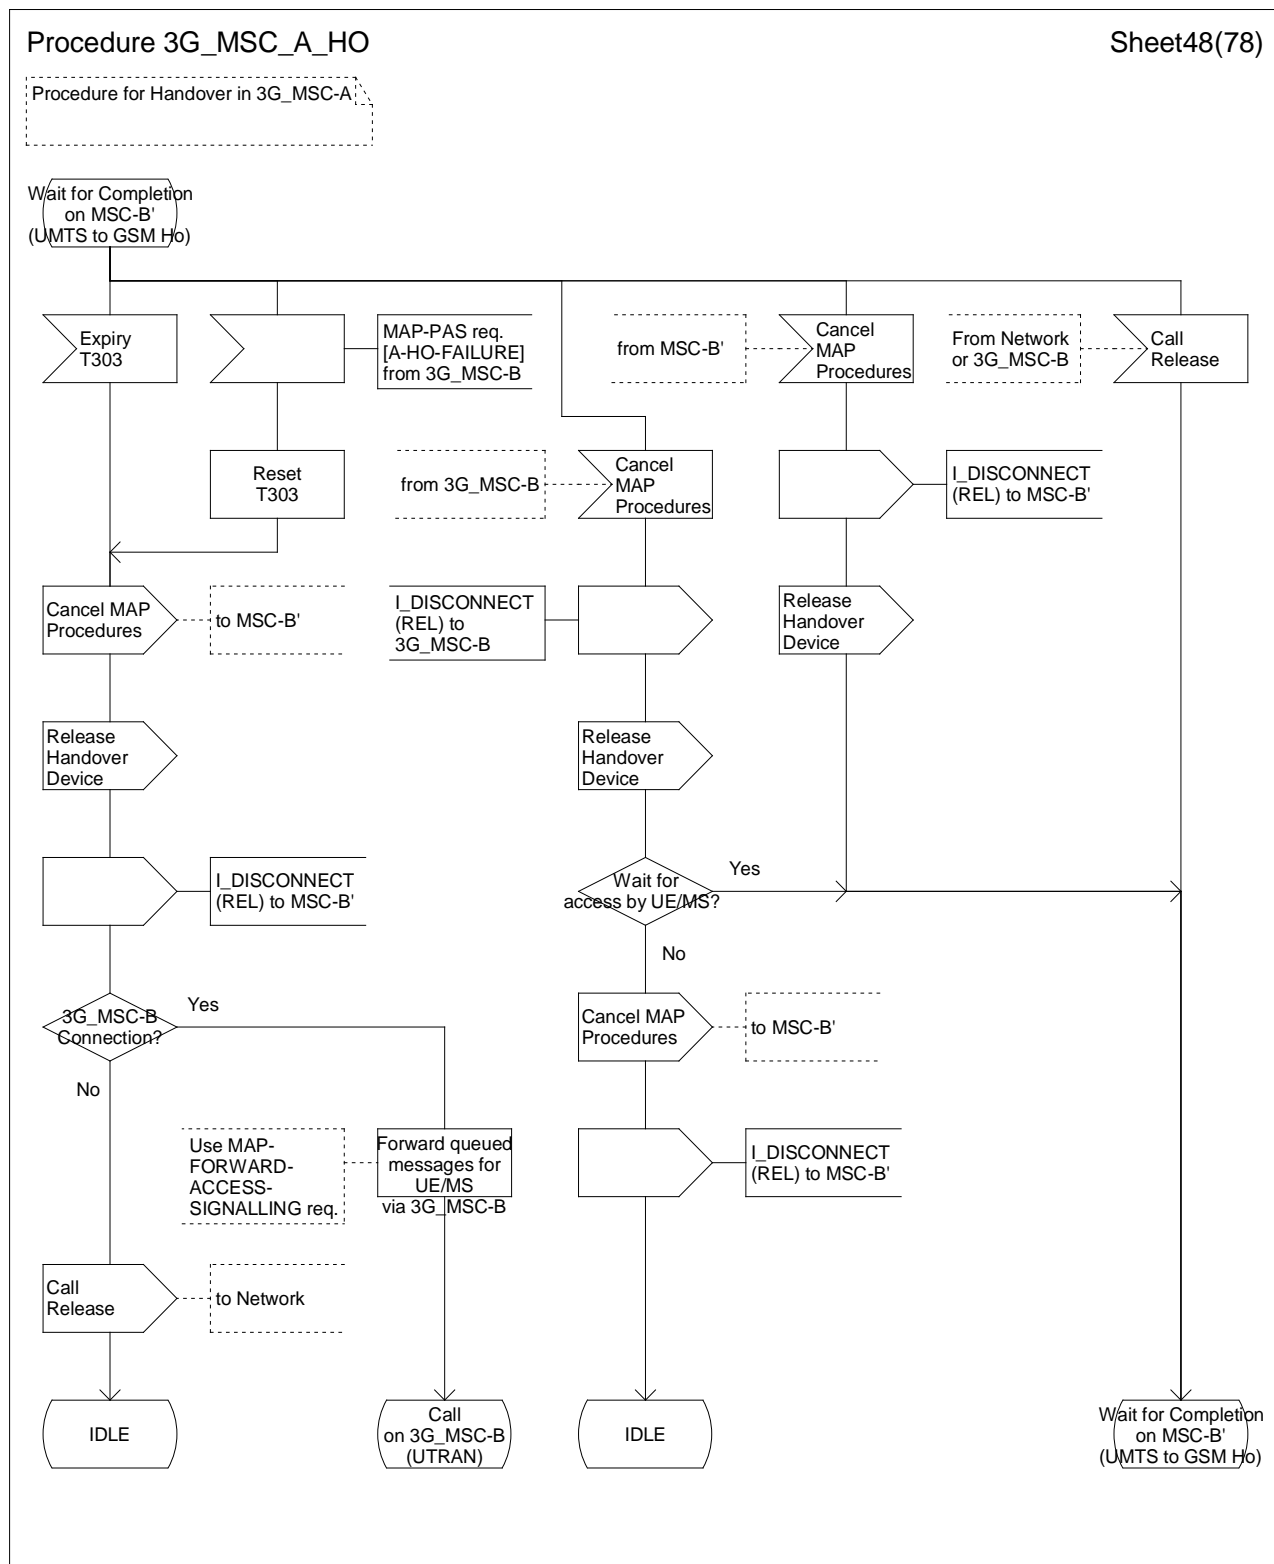 Procedure 3G_MSC_A_HO
Sheet48(78)
Procedure for Handover in 3G_MSC-A
Wait for Completion
on MSC-B'
(UMTS to GSM Ho)
Expiry
T303
MAP-PAS req.
[A-HO-FAILURE]
from 3G_MSC-B
from MSC-B'
Cancel
MAP
Procedures
From Network
or 3G_MSC-B
Call
Release
Reset
T303
from 3G_MSC-B
Cancel
MAP
Procedures
I_DISCONNECT
(REL) to MSC-B'
Cancel MAP
Procedures
to MSC-B'
I_DISCONNECT
(REL) to
3G_MSC-B
Release
Handover
Device
Release
Handover
Device
Release
Handover
Device
I_DISCONNECT
(REL) to MSC-B'
Wait for
access by UE/MS?
Yes
No
3G_MSC-B
Connection?
Yes
No
Cancel MAP
Procedures
to MSC-B'
Use MAP-
FORWARD-
ACCESS-
SIGNALLING req.
Forward queued
messages for
UE/MS
via 3G_MSC-B
I_DISCONNECT
(REL) to MSC-B'
Call
Release
to Network
IDLE
Call
on 3G_MSC-B
(UTRAN)
IDLE
Wait for Completion
on MSC-B'
(UMTS to GSM Ho)